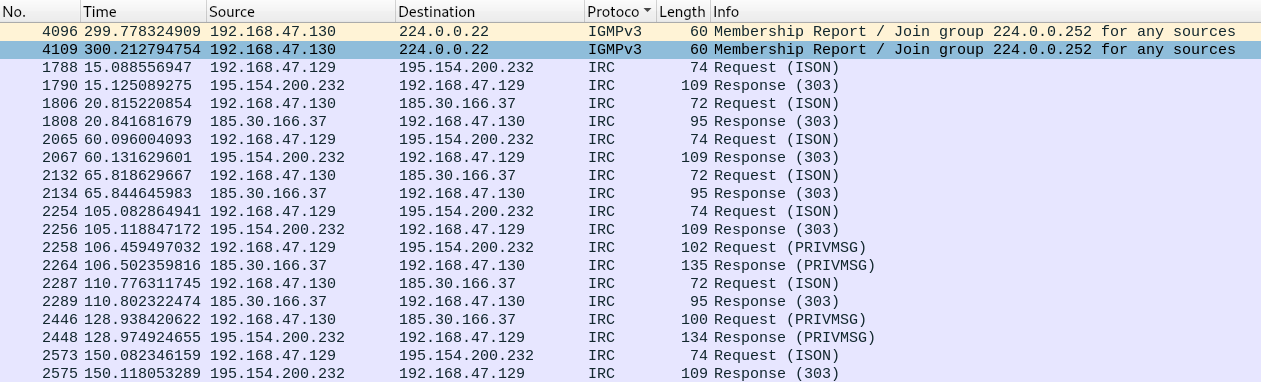 No. Time Source Destination Protoco Length Info
4096 299.778324909 192.168.47.130 224.0.0.22 IGMPv3 60 Membership Report / Join group 224.0.0.252 for any sources
4109 300.212794754 192.168.47.130 224.0.0.22 IGMPv3 60 Membership Report / Join group 224.0.0.252 for any sources
1788 15.088556947 192.168.47.129 195.154.200.232 IRC 74 Request (ISON)
1790 15.125089275 195.154.200.232 192.168.47.129 IRC 109 Response (303)
1806 20.815220854 192.168.47.130 185.30.166.37 IRC 72 Request (ISON)
1808 20.841681679 185.30.166.37 192.168.47.130 IRC 95 Response (303)
2065 60.096004093 192.168.47.129 195.154.200.232 IRC 74 Request (ISON)
2067 60.131629601 195.154.200.232 192.168.47.129 IRC 109 Response (303)
2132 65.818629667 192.168.47.130 185.30.166.37 IRC 72 Request (ISON)
2134 65.844645983 185.30.166.37 192.168.47.130 IRC 95 Response (303)
2254 105.082864941 192.168.47.129 195.154.200.232 IRC 74 Request (ISON)
2256 105.118847172 195.154.200.232 192.168.47.129 IRC 109 Response (303)
2258 106.459497032 192.168.47.129 195.154.200.232 IRC 102 Request (PRIVMSG)
2264 106.502359816 185.30.166.37 192.168.47.130 IRC 135 Response (PRIVMSG)
2287 110.776311745 192.168.47.130 185.30.166.37 IRC 72 Request (ISON)
2289 110.802322474 185.30.166.37 192.168.47.130 IRC 95 Response (303)
2446 128.938420622 192.168.47.130 185.30.166.37 IRC 100 Request (PRIVMSG)
2448 128.974924655 195.154.200.232 192.168.47.129 IRC 134 Response (PRIVMSG)
2573 150.082346159 192.168.47.129 195.154.200.232 IRC 74 Request (ISON)
2575 150.118053289 195.154.200.232 192.168.47.129 IRC 109 Response (303)